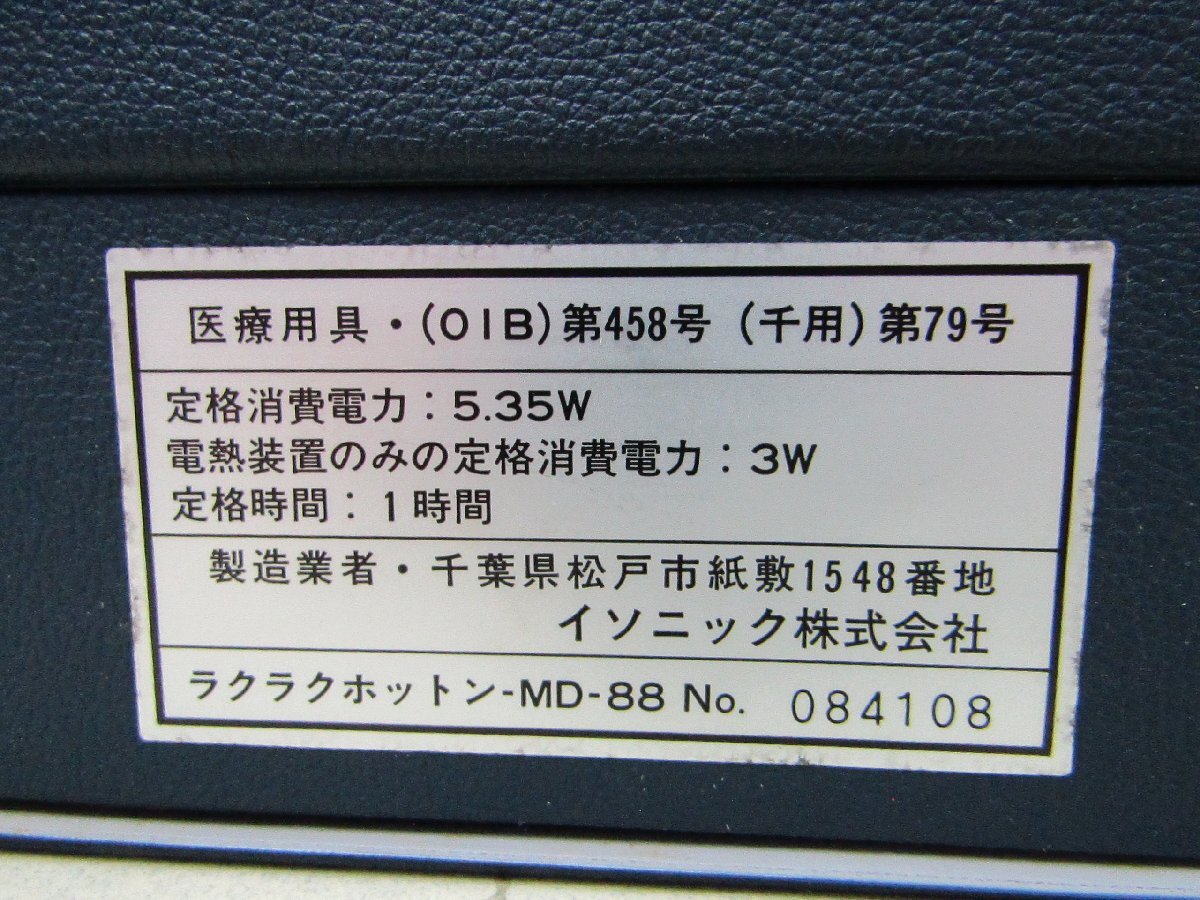 医療用具・(01B)第458号 (千用)第79号
定格消費電力：5.35W
電熱装置のみの定格消費電力：3W
定格時間：1時間
製造業者・千葉県松戸市紙敷1548番地
イソニック株式会社
ラクラクホットン-MD-88 No. 084108